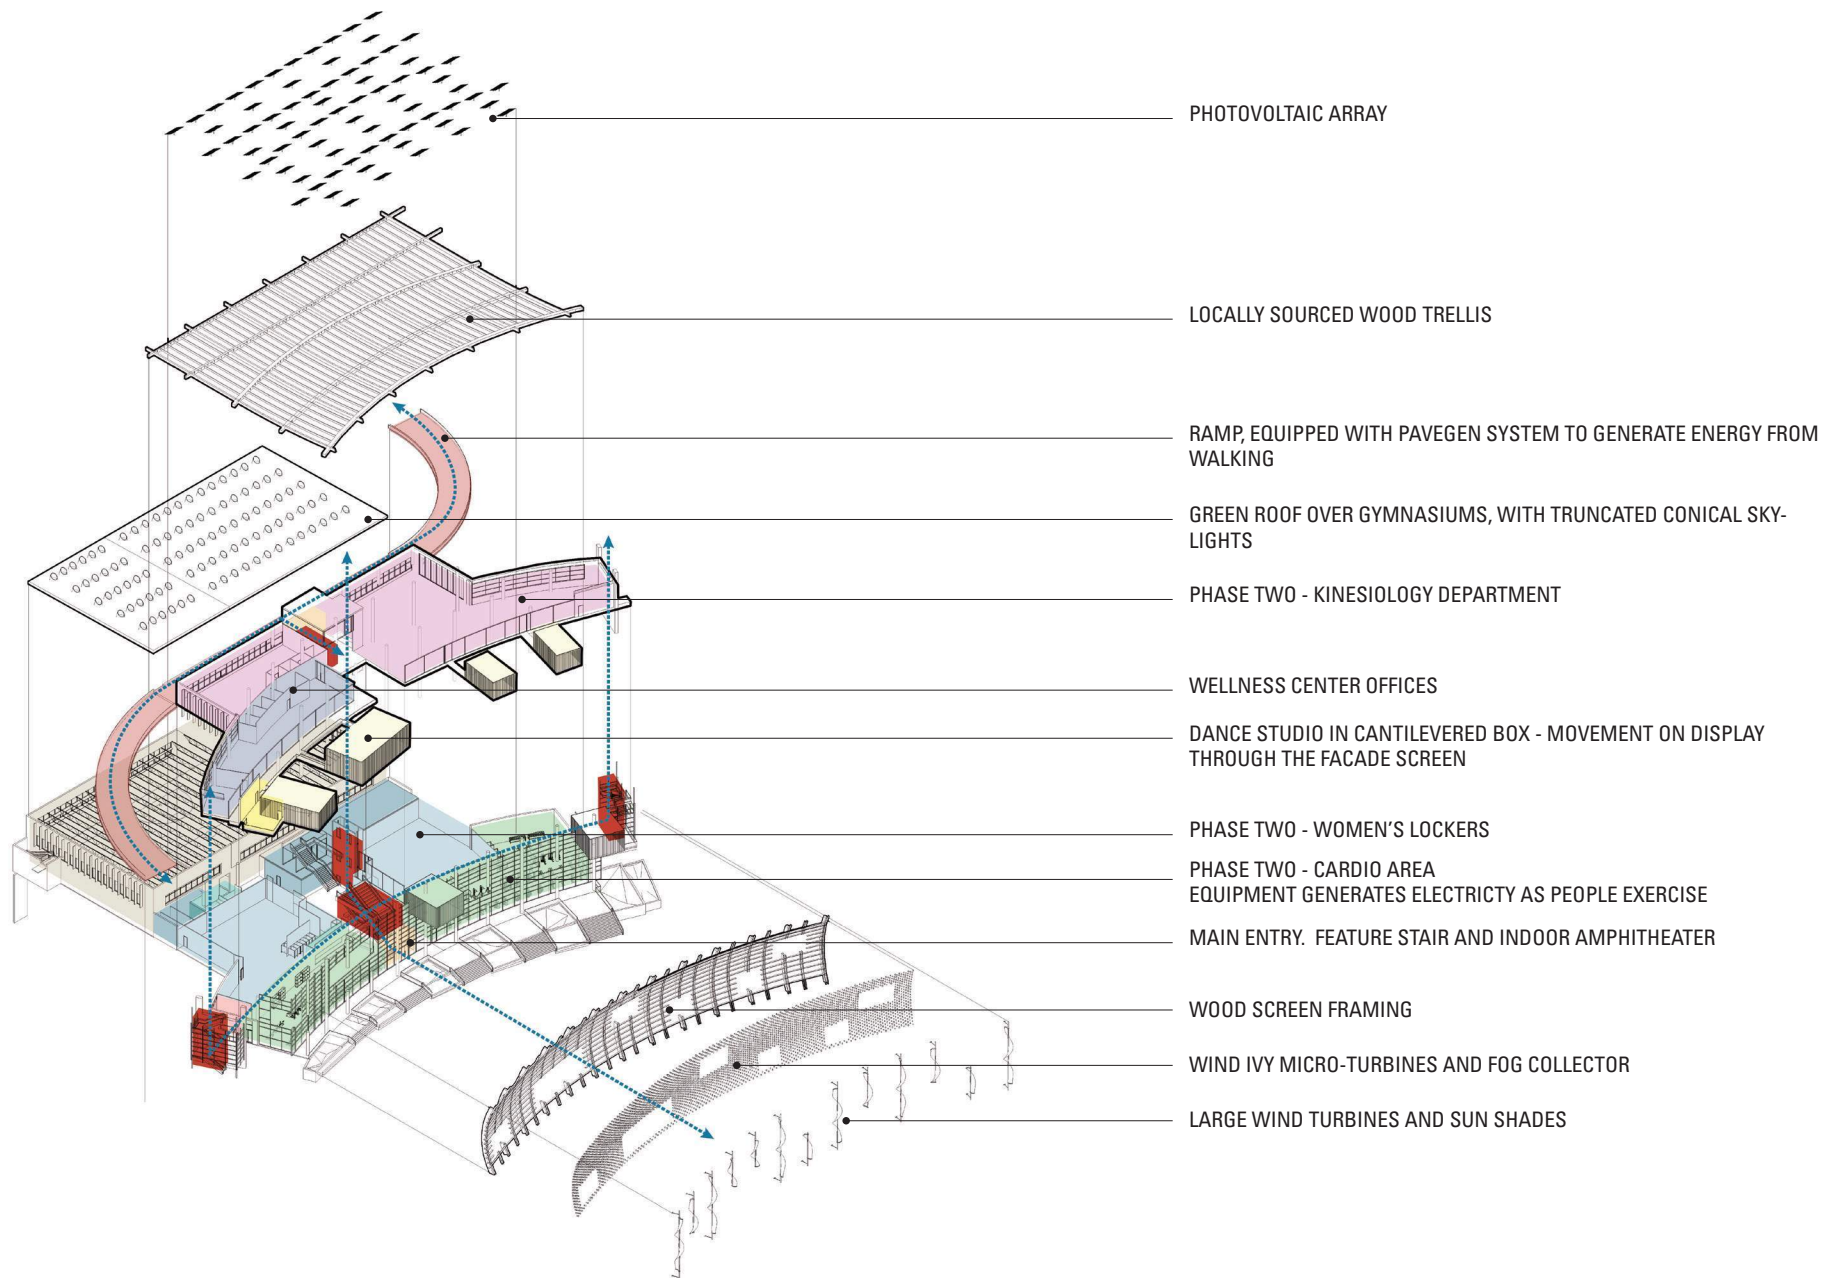 PHOTOVOLTAIC ARRAY
LOCALLY SOURCED WOOD TRELLIS
RAMP, EQUIPPED WITH PAVEGEN SYSTEM TO GENERATE ENERGY FROM
WALKING
GREEN ROOF OVER GYMNASIUMS, WITH TRUNCATED CONICAL SKY-
LIGHTS
PHASE TWO - KINESIOLOGY DEPARTMENT
WELLNESS CENTER OFFICES
DANCE STUDIO IN CANTILEVERED BOX - MOVEMENT ON DISPLAY
THROUGH THE FACADE SCREEN
PHASE TWO - WOMEN'S LOCKERS
PHASE TWO - CARDIO AREA
EQUIPMENT GENERATES ELECTRICTY AS PEOPLE EXERCISE
MAIN ENTRY. FEATURE STAIR AND INDOOR AMPHITHEATER
WOOD SCREEN FRAMING
WIND IVY MICRO-TURBINES AND FOG COLLECTOR
LARGE WIND TURBINES AND SUN SHADES